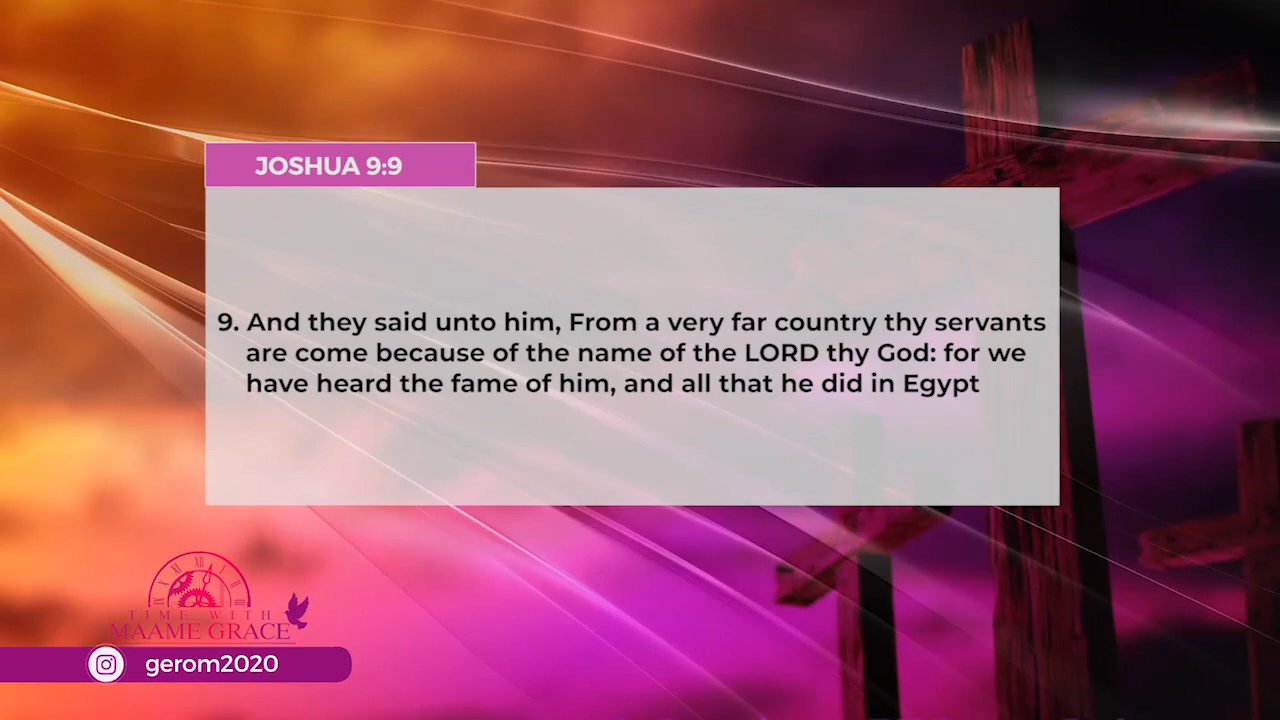 JOSHUA 9:9
9. And they said unto him, From a very far country thy servants
are come because of the name of the LORD thy God: for we
have heard the fame of him, and all that he did in Egypt
TIME WITH
MAAME GRACE
gerom2020